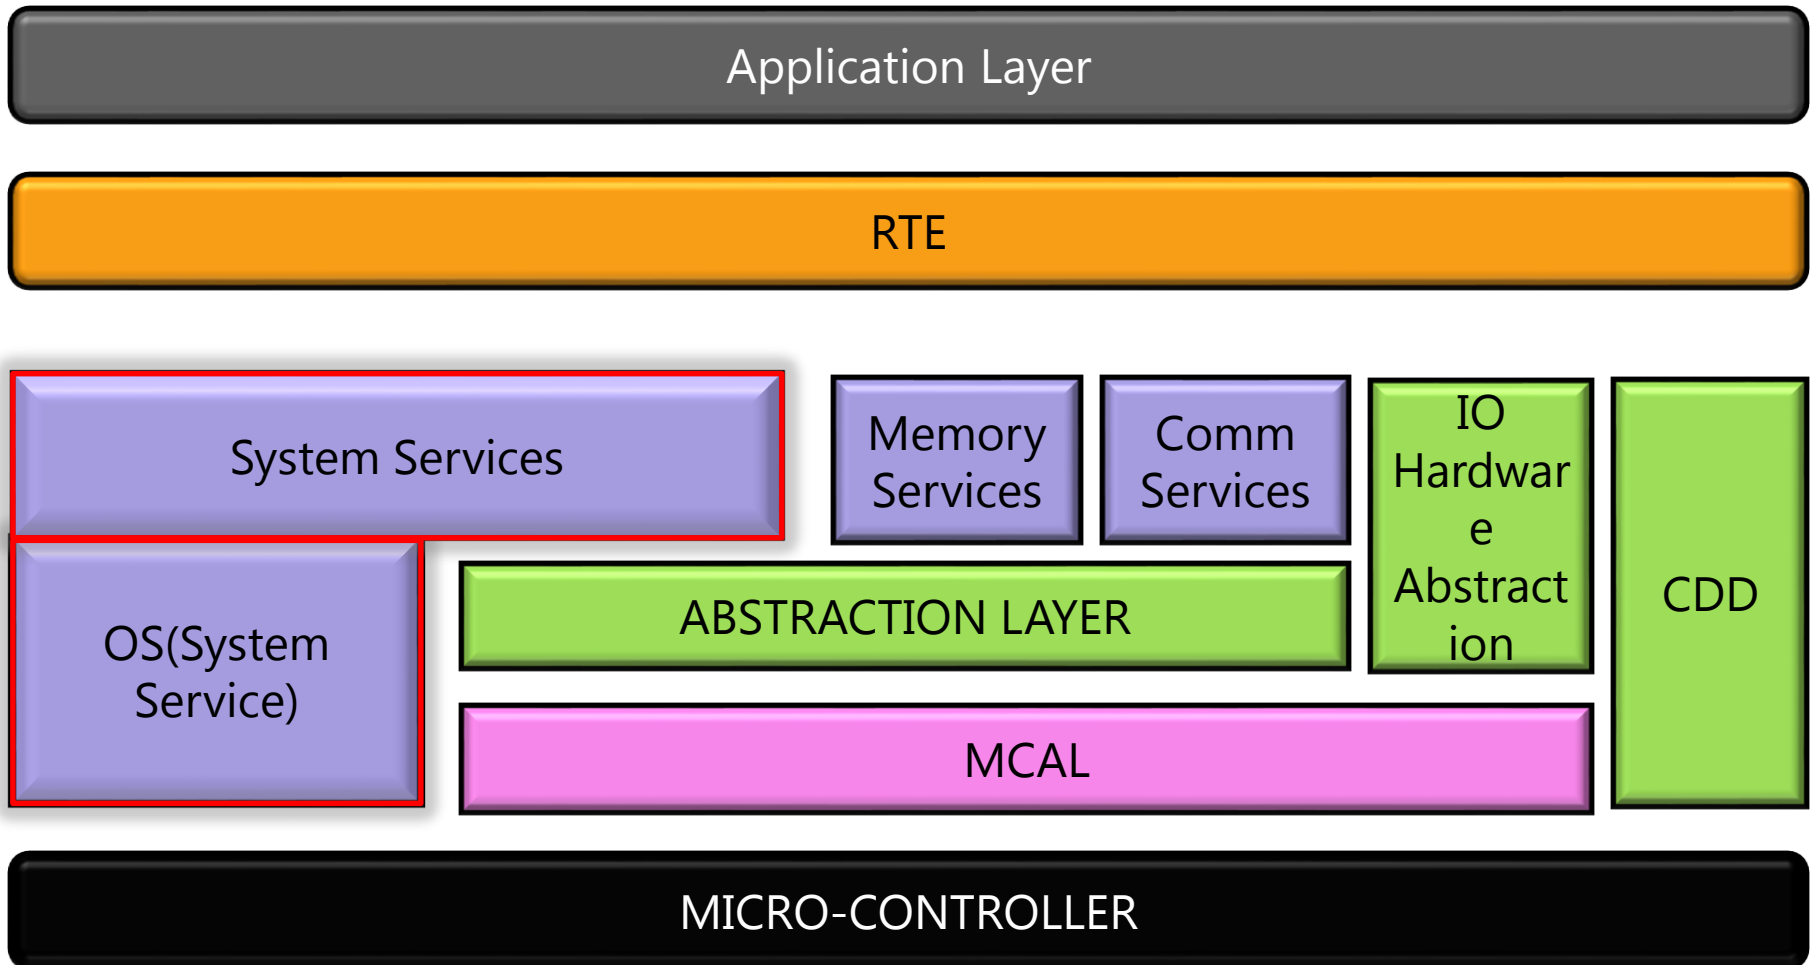 Application Layer
RTE
System Services
Memory
Services
Comm
Services
IO
Hardwar
e
Abstract
ion
CDD
OS(System
Service)
ABSTRACTION LAYER
MCAL
MICRO-CONTROLLER